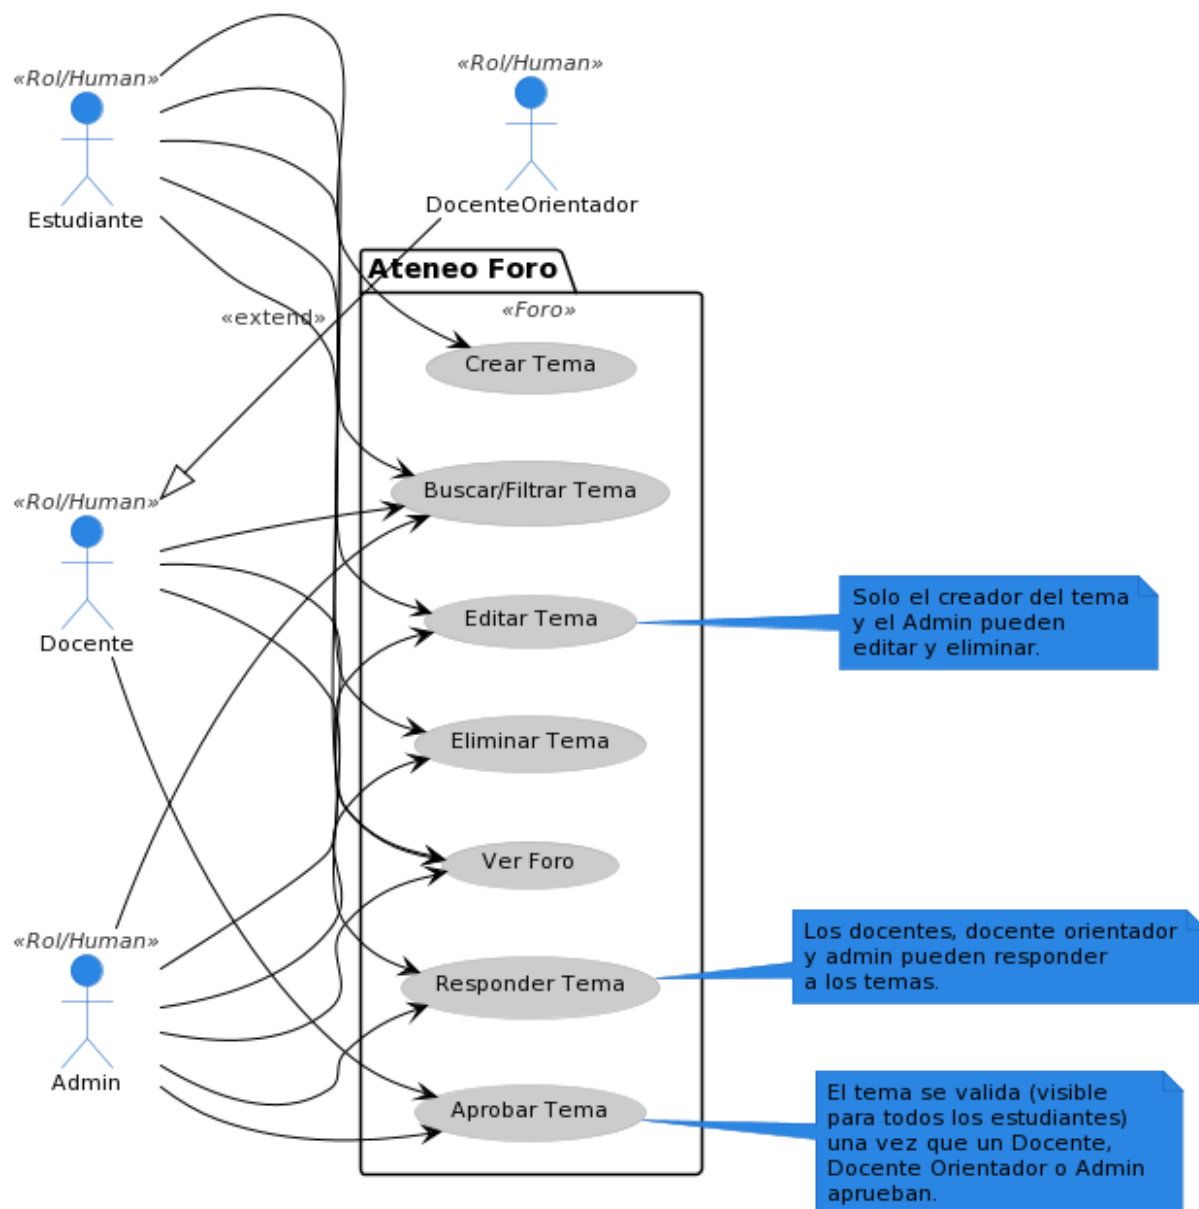 «Rol/Human»
Estudiante
«Rol/Human»
DocenteOrientador
Ateneo Foro
«Foro»
«extend»
Crear Tema
Buscar/Filtrar Tema
«Rol/Human»
Docente
Editar Tema
Solo el creador del tema
y el Admin pueden
editar y eliminar.
Eliminar Tema
Ver Foro
«Rol/Human»
Admin
Responder Tema
Los docentes, docente orientador
y admin pueden responder
a los temas.
Aprobar Tema
El tema se valida (visible
para todos los estudiantes)
una vez que un Docente,
Docente Orientador o Admin
aprueban.